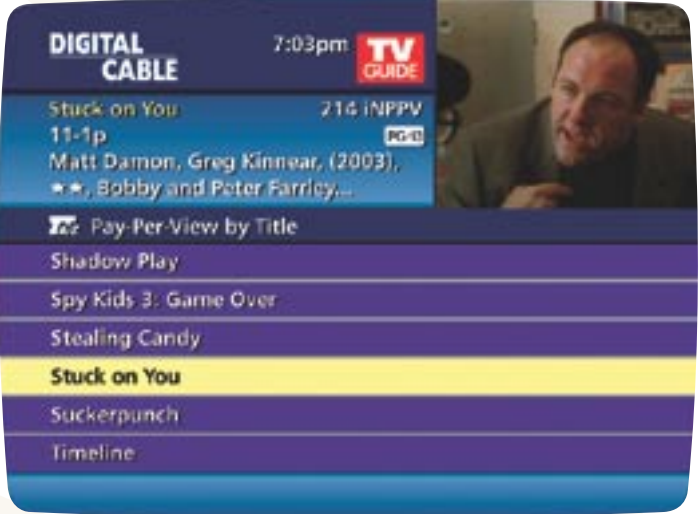 DIGITAL
CABLE
7:03pm
TV
GUIDE
Stuck on You 214 iNPPV
11-1p PG-13
Matt Damon, Greg Kinnear, (2003),
★★, Bobby and Peter Farrley...
Pay-Per-View by Title
Shadow Play
Spy Kids 3: Game Over
Stealing Candy
Stuck on You
Suckerpunch
Timeline